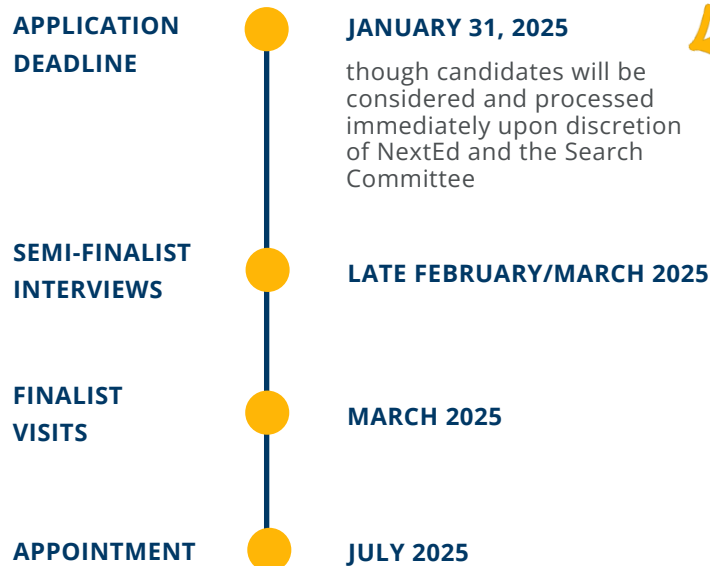 APPLICATION
DEADLINE
JANUARY 31, 2025
though candidates will be
considered and processed
immediately upon discretion
of NextEd and the Search
Committee
SEMI-FINALIST
INTERVIEWS
LATE FEBRUARY/MARCH 2025
FINALIST
VISITS
MARCH 2025
APPOINTMENT
JULY 2025